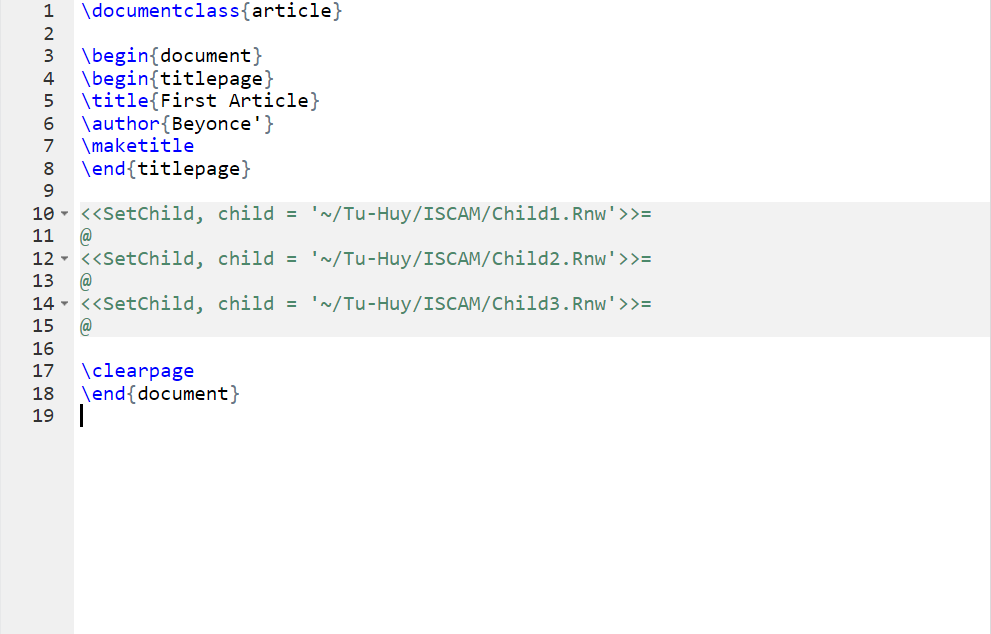 1 \documentclass{article}
2
3 \begin{document}
4 \begin{titlepage}
5 \title{First Article}
6 \author{Beyonce'}
7 \maketitle
8 \end{titlepage}
9
10 <<SetChild, child = '~/Tu-Huy/ISCAM/Child1.Rnw'>>=
11 @
12 <<SetChild, child = '~/Tu-Huy/ISCAM/Child2.Rnw'>>=
13 @
14 <<SetChild, child = '~/Tu-Huy/ISCAM/Child3.Rnw'>>=
15 @
16
17 \clearpage
18 \end{document}
19